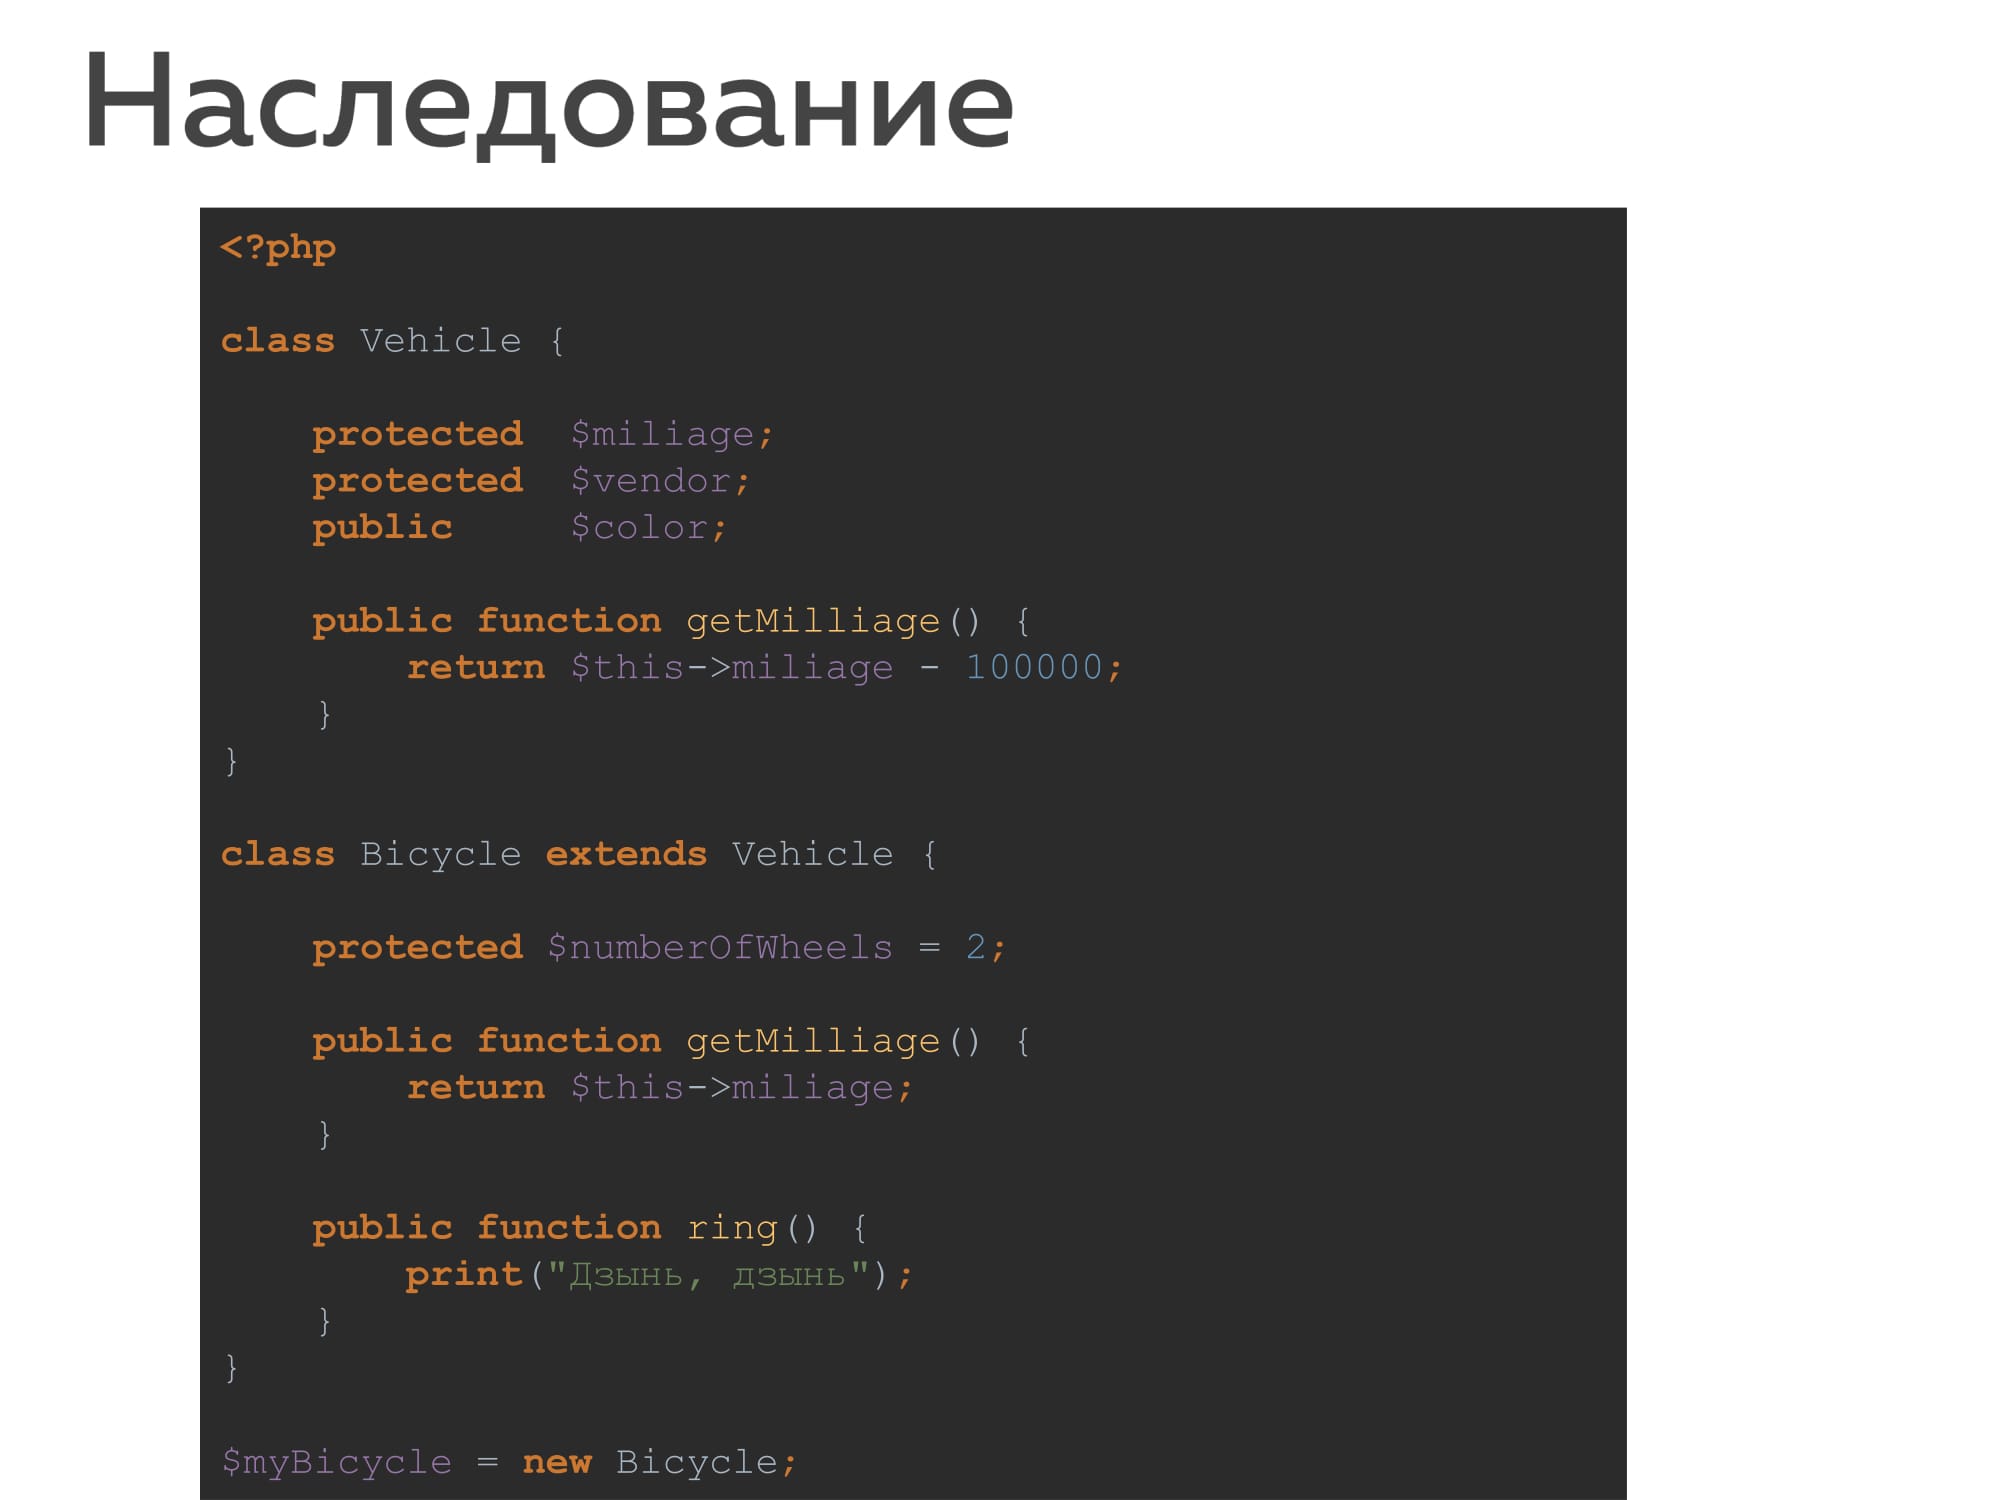 Наследование
<?php
class Vehicle {
protected  $miliage;
protected  $vendor;
public     $color;
public function getMilliage() {
return $this->miliage - 100000;
}
}
class Bicycle extends Vehicle {
protected $numberOfWheels = 2;
public function getMilliage() {
return $this->miliage;
}
public function ring() {
print("Дзынь, дзынь");
}
}
$myBicycle = new Bicycle;